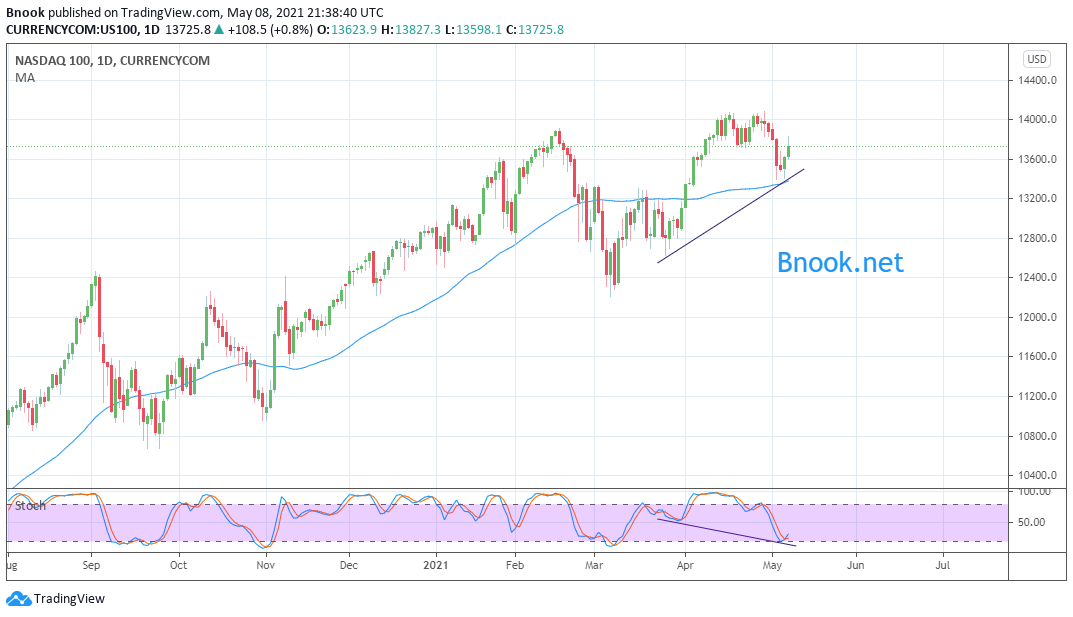 Bnook published on TradingView.com, May 08, 2021 21:38:40 UTC
CURRENCYCOM:US100, 1D 13725.8 ▲ +108.5 (+0.8%) O:13623.9 H:13827.3 L:13598.1 C:13725.8
NASDAQ 100, 1D, CURRENCYCOM
MA
USD
14400.0
14000.0
13600.0
13200.0
12800.0
12400.0
12000.0
11600.0
11200.0
10800.0
10400.0
Bnook.net
Stoch
100.00
50.00
ug Sep Oct Nov Dec 2021 Feb Mar Apr May Jun Jul
TradingView